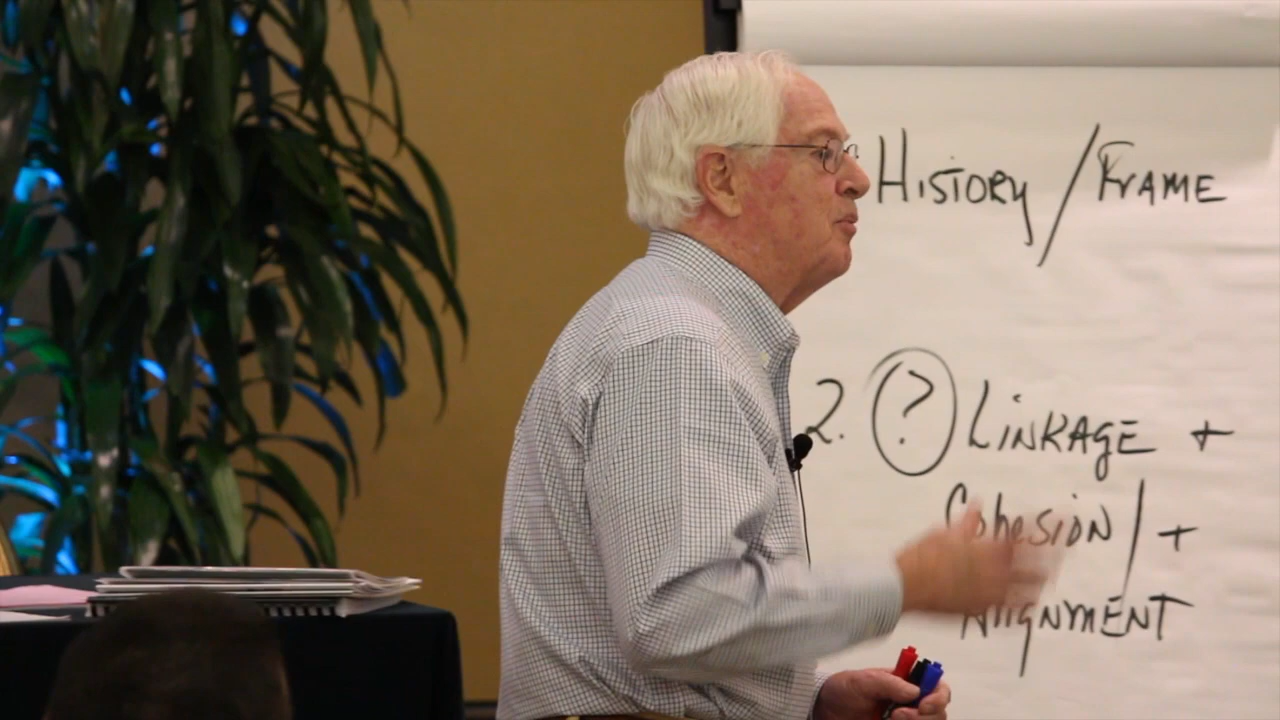 History / Frame
2. ? Linkage +
Cohesion / +
Alignment